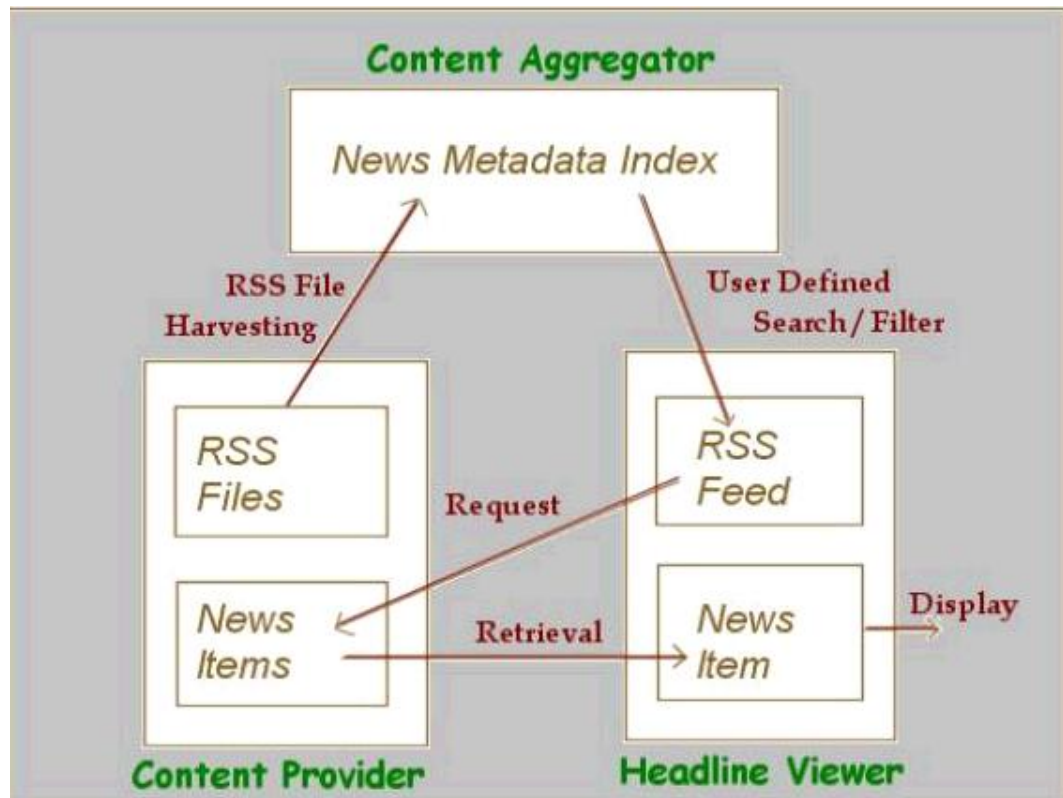 Content Aggregator
News Metadata Index
RSS File
Harvesting
User Defined
Search / Filter
RSS
Files
RSS
Feed
Request
News
Items
Retrieval
News
Item
Display
Content Provider
Headline Viewer